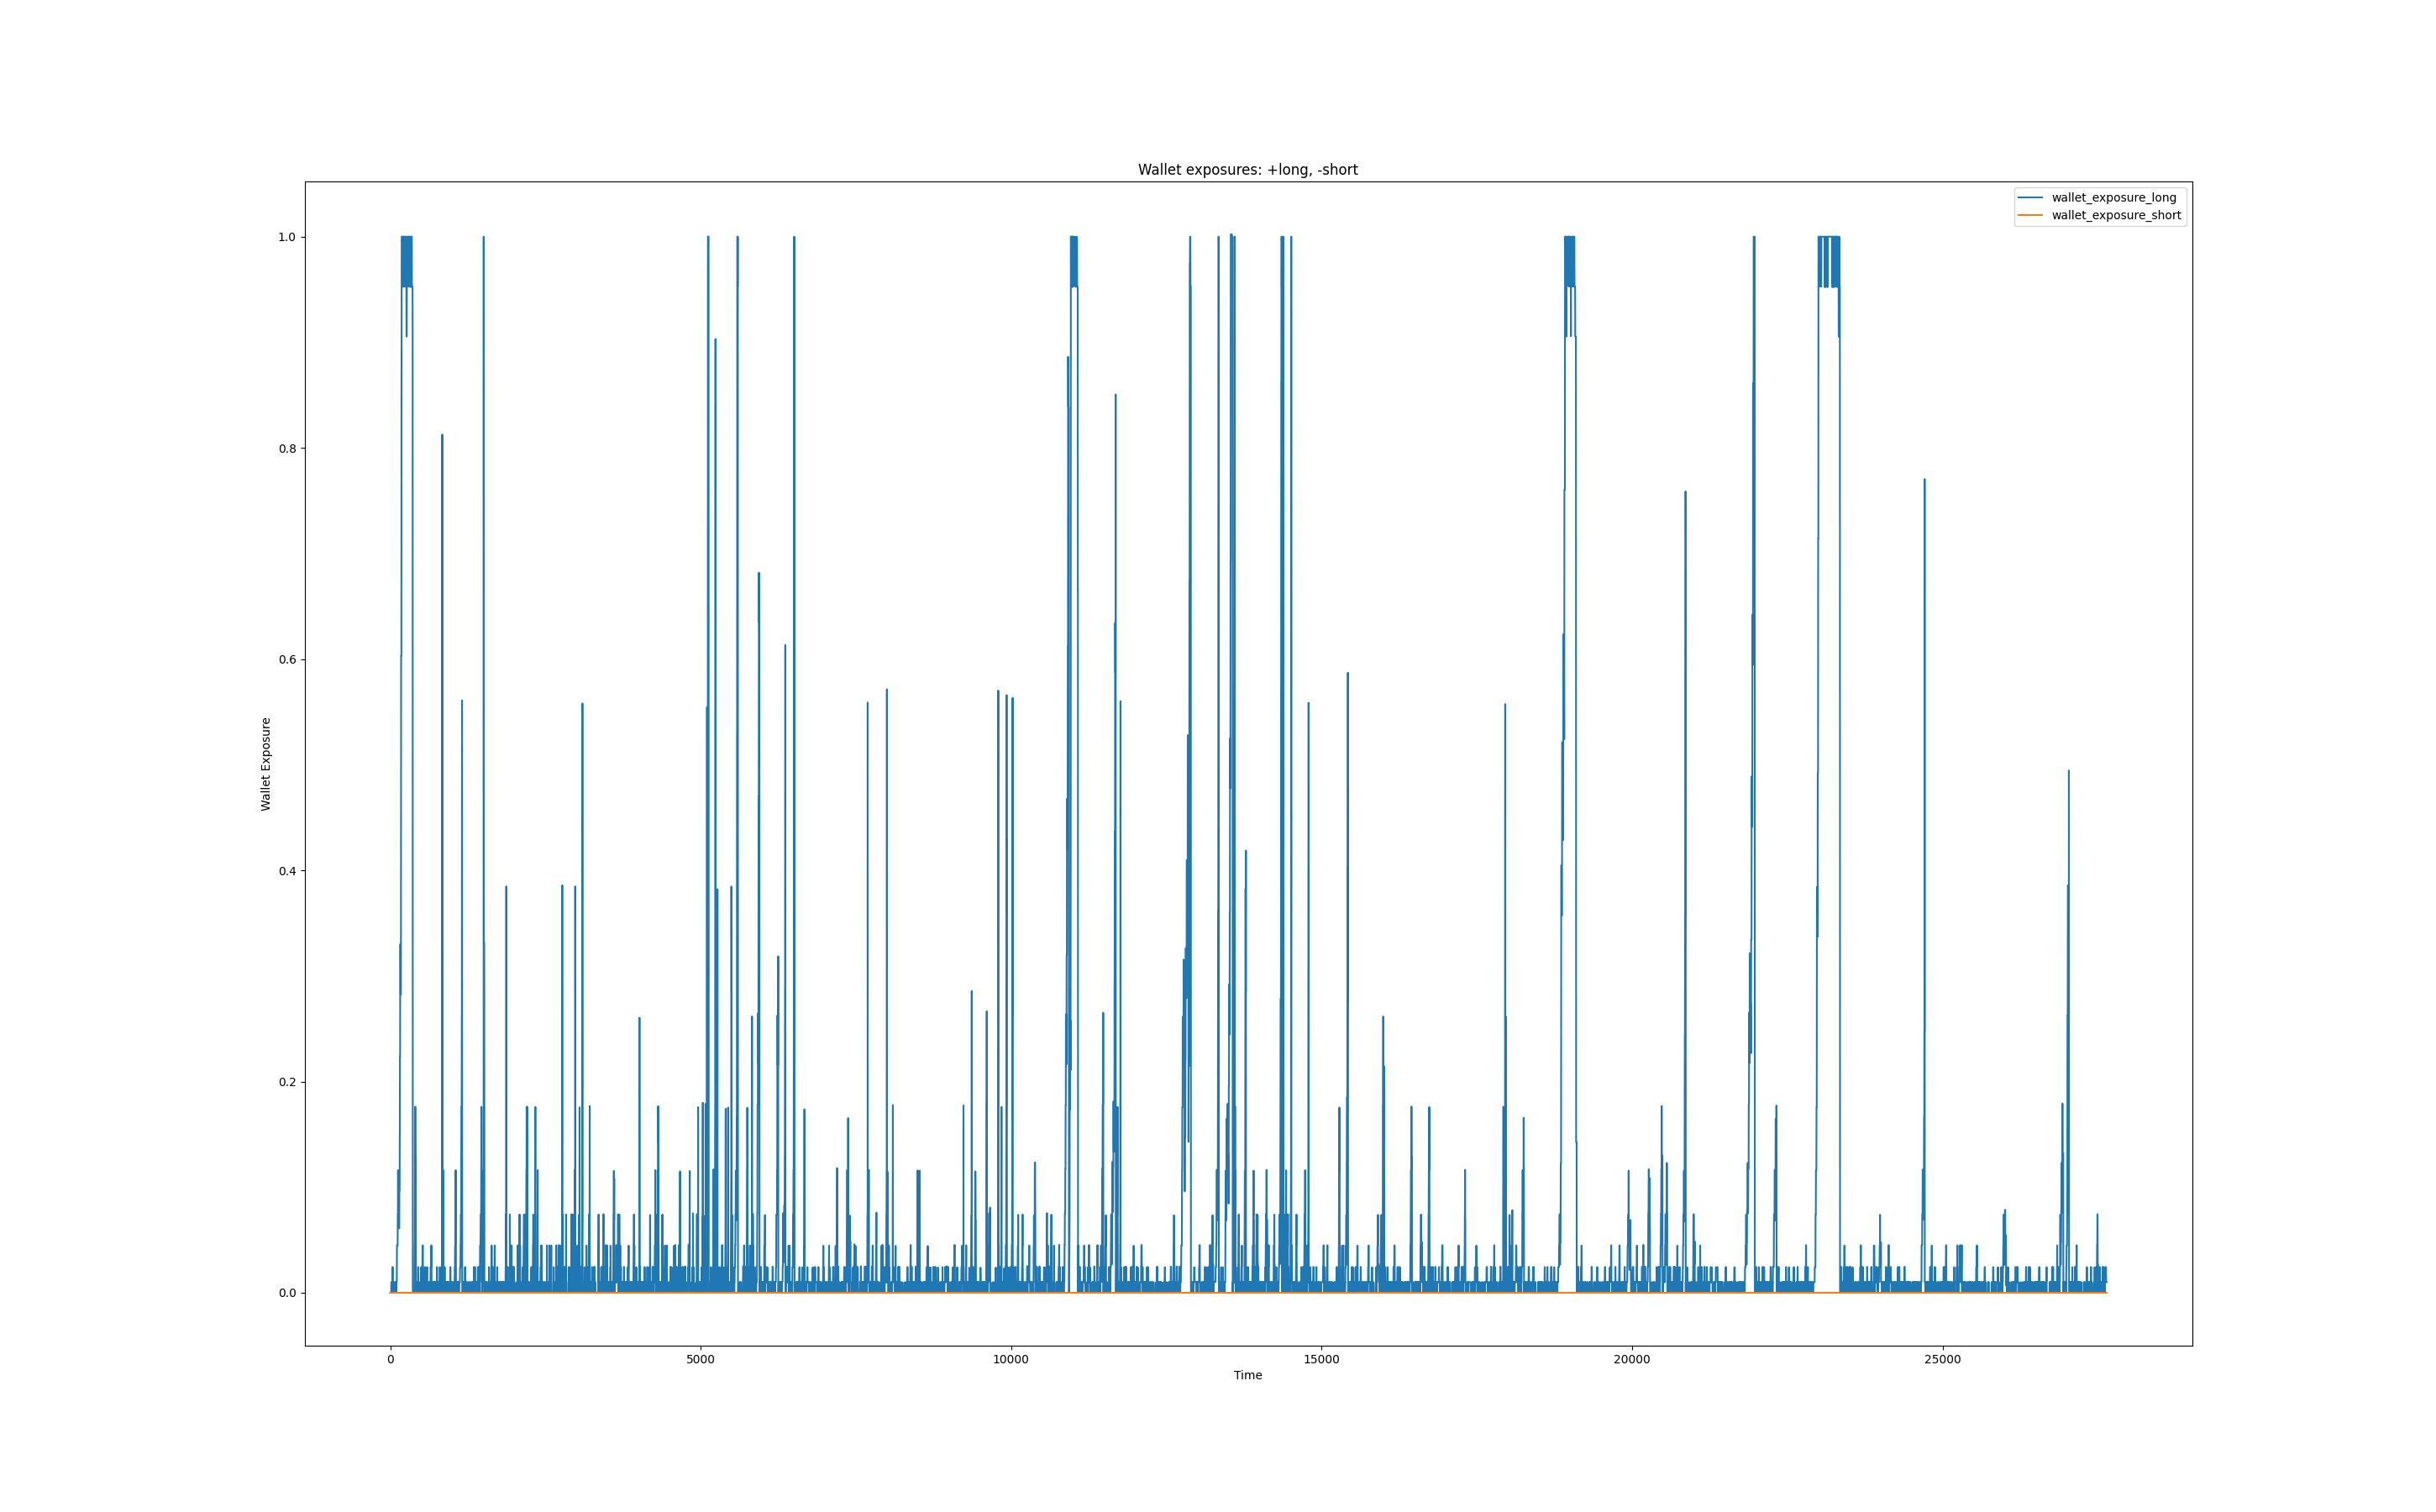 Wallet exposures: +long, -short
wallet_exposure_long
wallet_exposure_short
1.0
0.8
0.6
0.4
0.2
0.0
Wallet Exposure
0 5000 10000 15000 20000 25000
Time